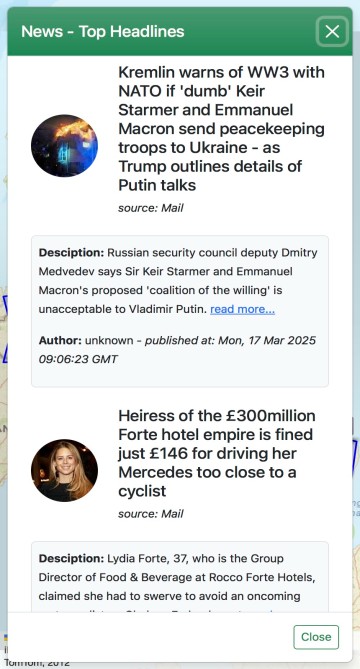 News - Top Headlines
Kremlin warns of WW3 with
NATO if 'dumb' Keir
Starmer and Emmanuel
Macron send peacekeeping
troops to Ukraine - as
Trump outlines details of
Putin talks
source: Mail
Desciption: Russian security council deputy Dmitry
Medvedev says Sir Keir Starmer and Emmanuel
Macron's proposed 'coalition of the willing' is
unacceptable to Vladimir Putin. read more...
Author: unknown - published at: Mon, 17 Mar 2025
09:06:23 GMT
Heiress of the £300million
Forte hotel empire is fined
just £146 for driving her
Mercedes too close to a
cyclist
source: Mail
Desciption: Lydia Forte, 37, who is the Group
Director of Food & Beverage at Rocco Forte Hotels,
claimed she had to swerve to avoid an oncoming
Close
TomTom, 2012